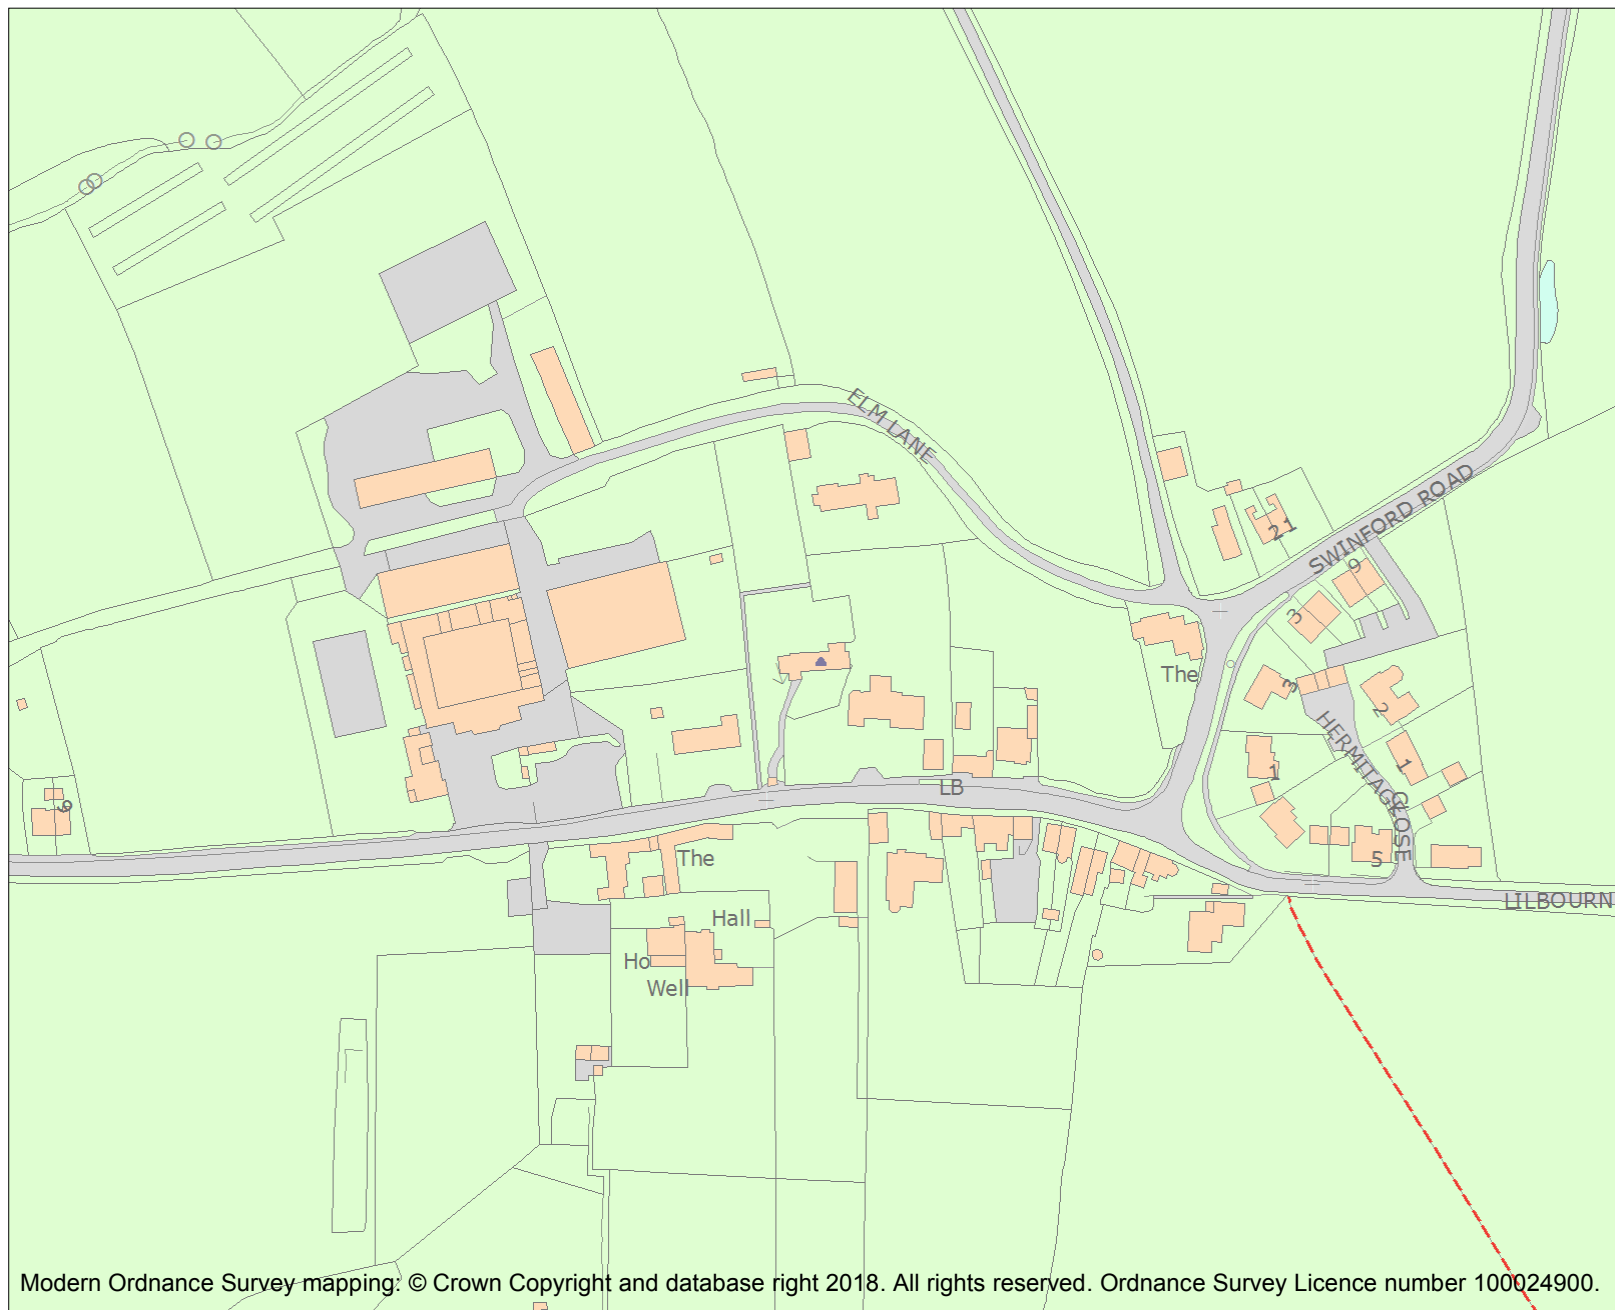 ELM LANE
SWINFORD ROAD
21
9
3
The
3
2
HERMITAGE CLOSE
1
1
LB
9
5
The
LILBOURN
Hall
Ho
Well
Modern Ordnance Survey mapping: © Crown Copyright and database right 2018. All rights reserved. Ordnance Survey Licence number 100024900.